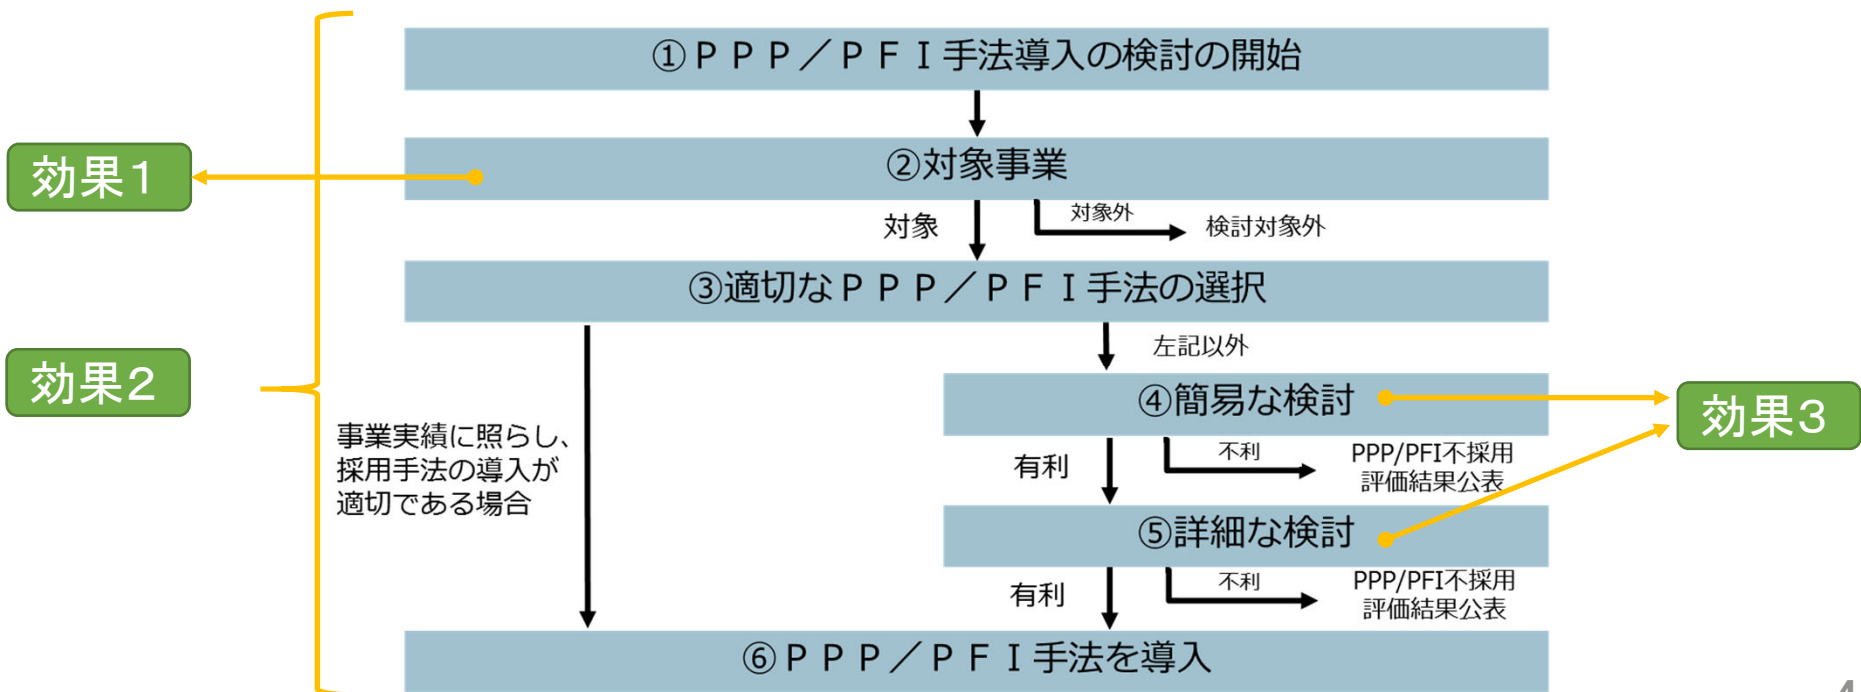 ①ＰＰＰ／ＰＦＩ手法導入の検討の開始
効果１
②対象事業
対象
対象外
検討対象外
③適切なＰＰＰ／ＰＦＩ手法の選択
左記以外
効果２
④簡易な検討
効果３
事業実績に照らし、
採用手法の導入が
適切である場合
有利
不利
PPP/PFI不採用
評価結果公表
⑤詳細な検討
有利
不利
PPP/PFI不採用
評価結果公表
⑥ＰＰＰ／ＰＦＩ手法を導入